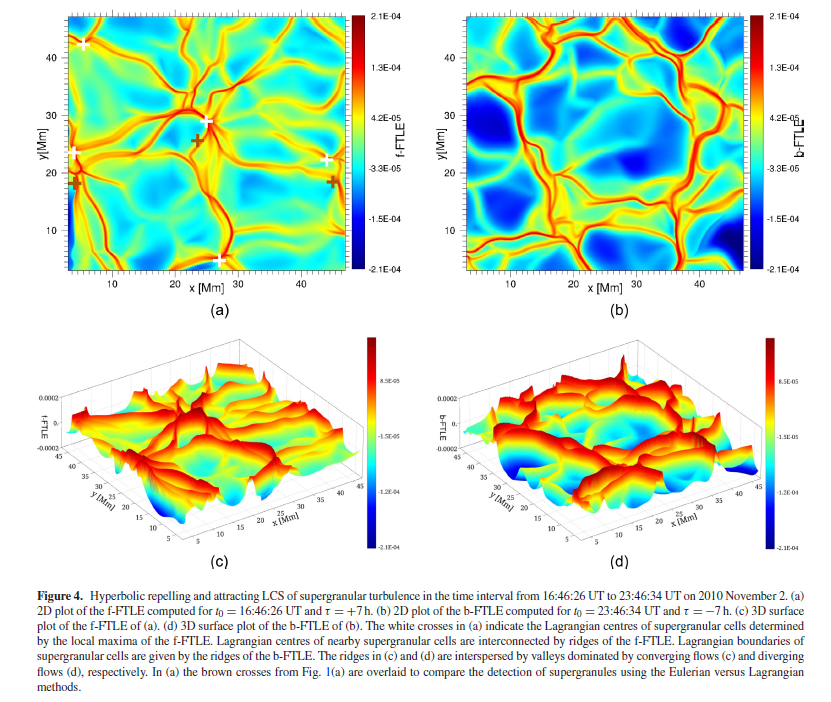 2.1E-04
1.3E-04
4.2E-05
-3.3E-05
-1.5E-04
-2.1E-04
f-FTLE
40
30
20
10
y[Mm]
10
20
30
40
x [Mm]
(a)
2.1E-04
1.3E-04
4.2E-05
-3.3E-05
-1.5E-04
-2.1E-04
b-FTLE
40
30
20
10
y[Mm]
10
20
30
40
x [Mm]
(b)
0.0002
0.
-0.0002
f-FTLE
45
40
35
30
25
20
15
10
5
y [Mm]
5
10
15
20
25
30
35
40
45
x [Mm]
8.5E-05
-1.5E-05
-1.2E-04
-2.1E-04
(c)
0.0002
0.
-0.0002
b-FTLE
45
40
35
30
25
20
15
10
5
y [Mm]
5
10
15
20
25
30
35
40
45
x [Mm]
8.5E-05
-1.5E-05
-1.2E-04
-2.1E-04
(d)
Figure 4. Hyperbolic repelling and attracting LCS of supergranular turbulence in the time interval from 16:46:26 UT to 23:46:34 UT on 2010 November 2. (a)
2D plot of the f-FTLE computed for t0 = 16:46:26 UT and τ = +7 h. (b) 2D plot of the b-FTLE computed for t0 = 23:46:34 UT and τ = −7 h. (c) 3D surface
plot of the f-FTLE of (a). (d) 3D surface plot of the b-FTLE of (b). The white crosses in (a) indicate the Lagrangian centres of supergranular cells determined
by the local maxima of the f-FTLE. Lagrangian centres of nearby supergranular cells are interconnected by ridges of the f-FTLE. Lagrangian boundaries of
supergranular cells are given by the ridges of the b-FTLE. The ridges in (c) and (d) are interspersed by valleys dominated by converging flows (c) and diverging
flows (d), respectively. In (a) the brown crosses from Fig. 1(a) are overlaid to compare the detection of supergranules using the Eulerian versus Lagrangian
methods.